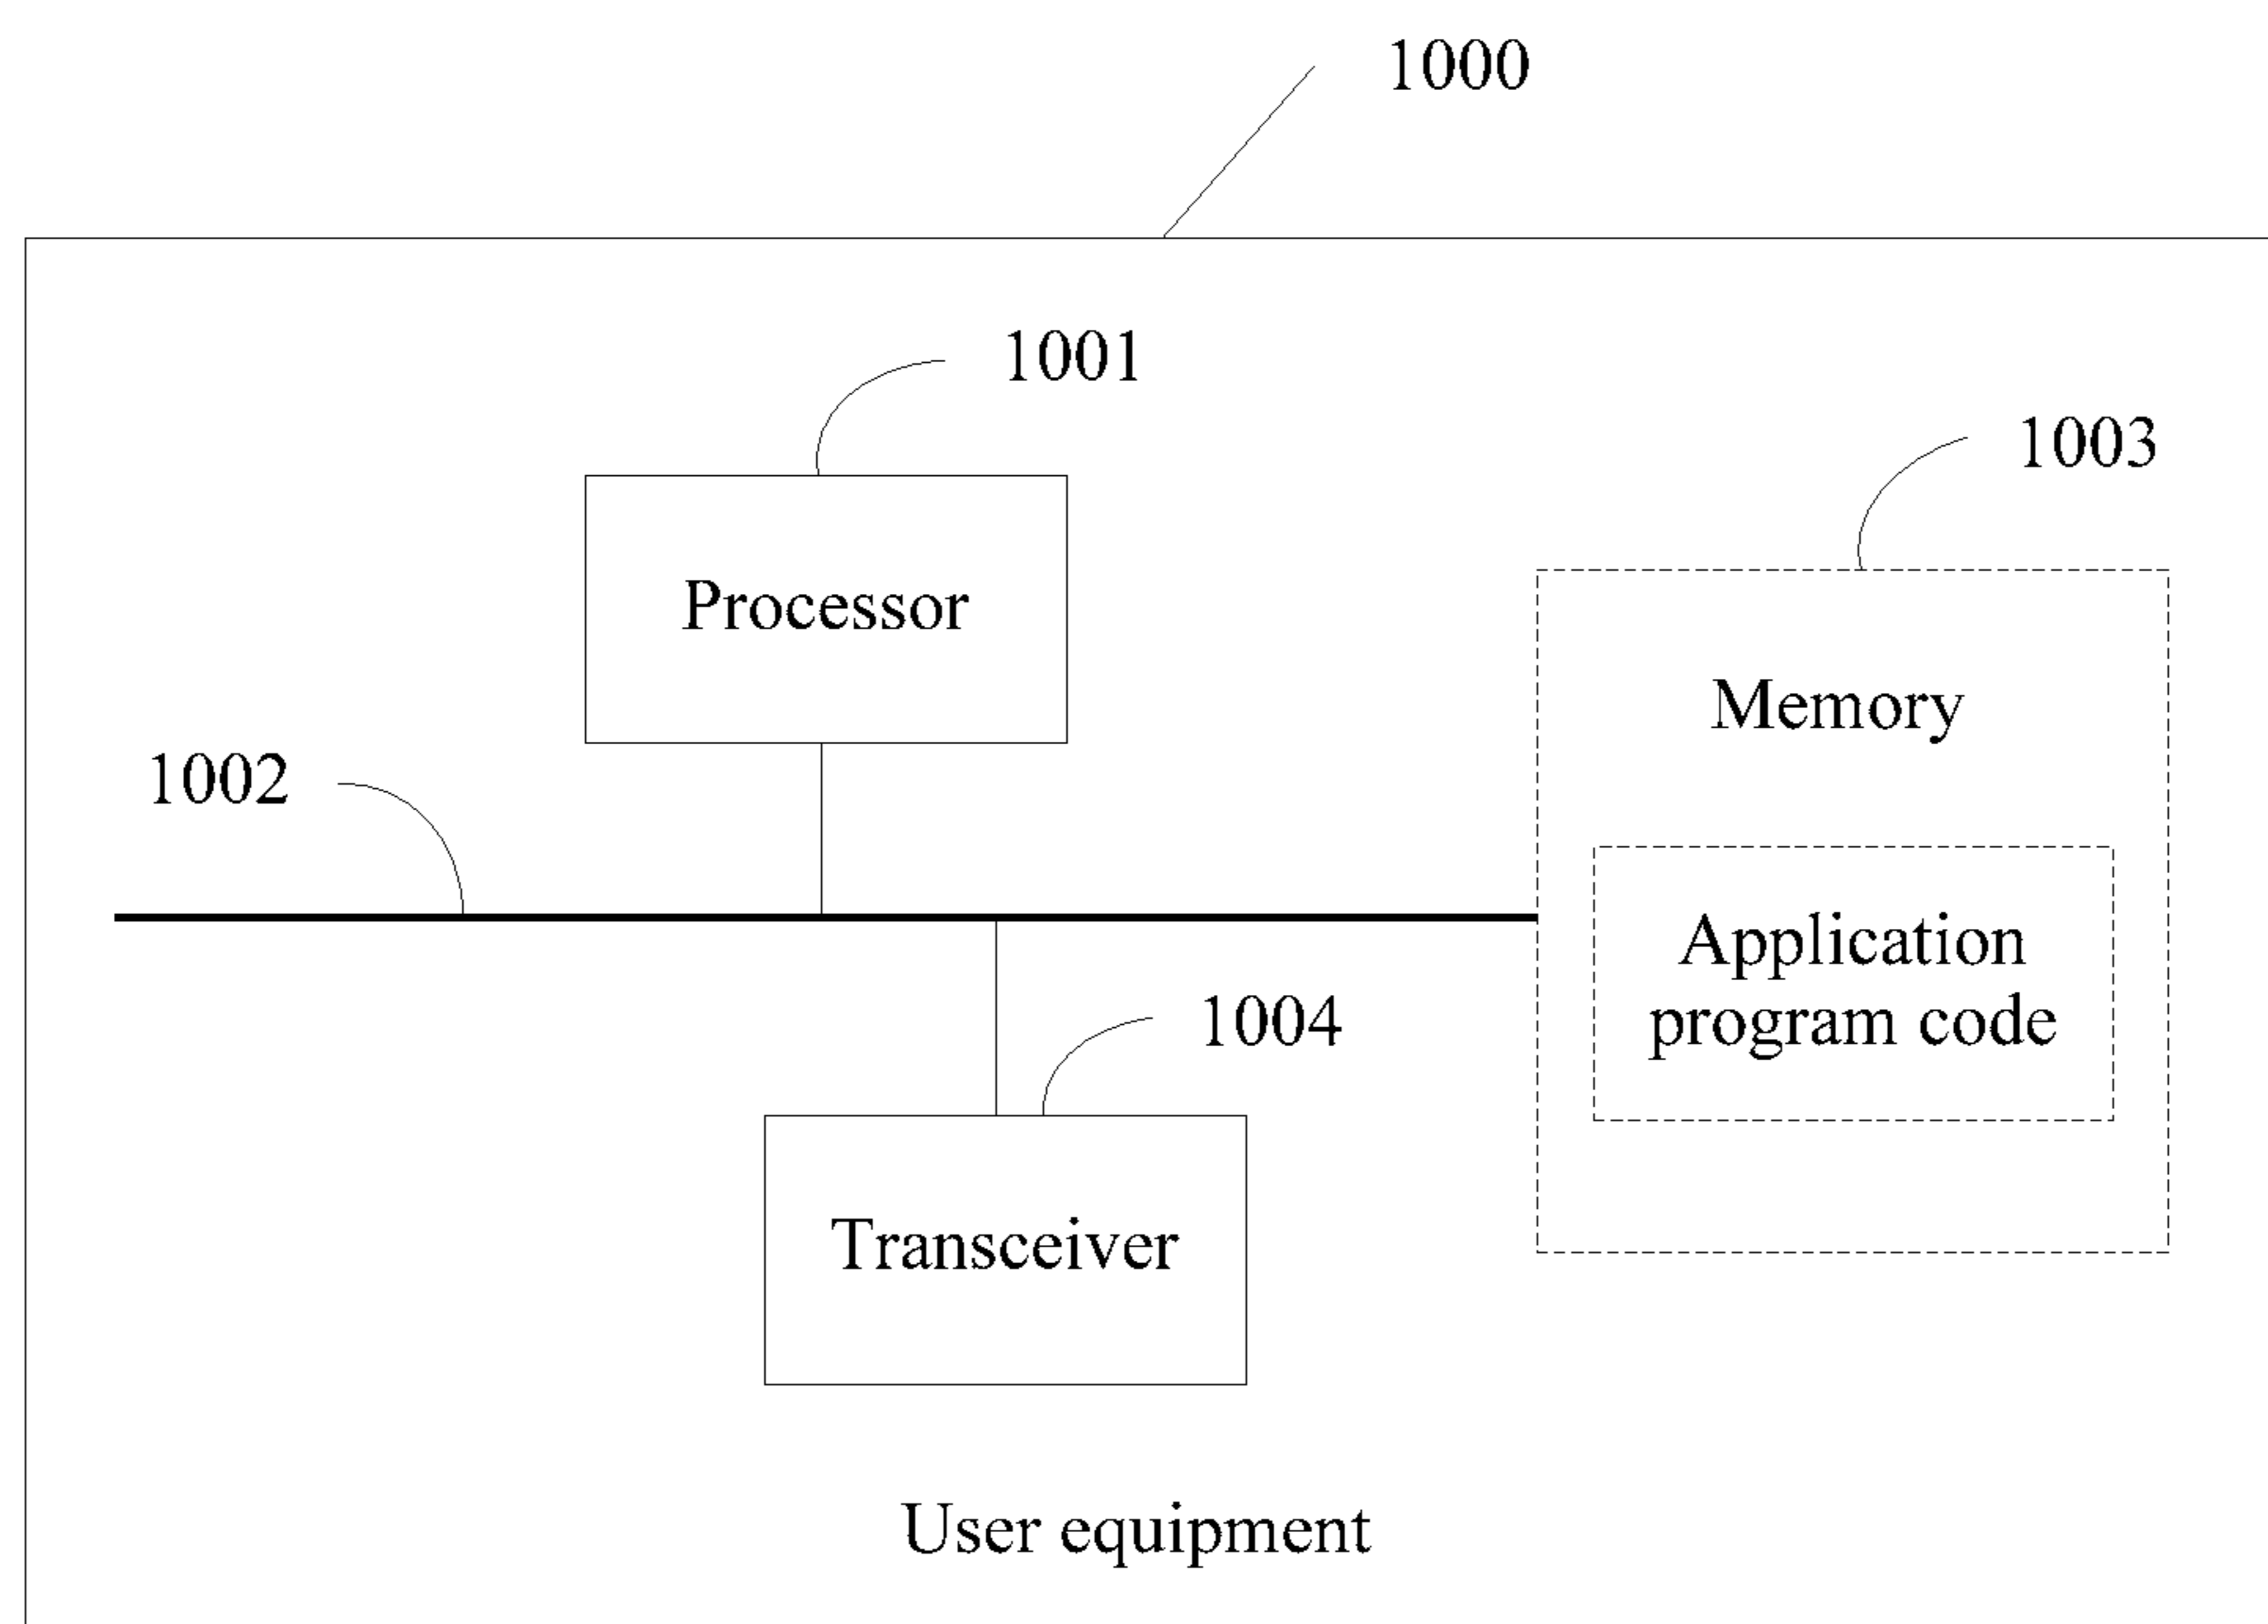 1000
1001
1003
Processor
Memory
1002
Application
program code
1004
Transceiver
User equipment